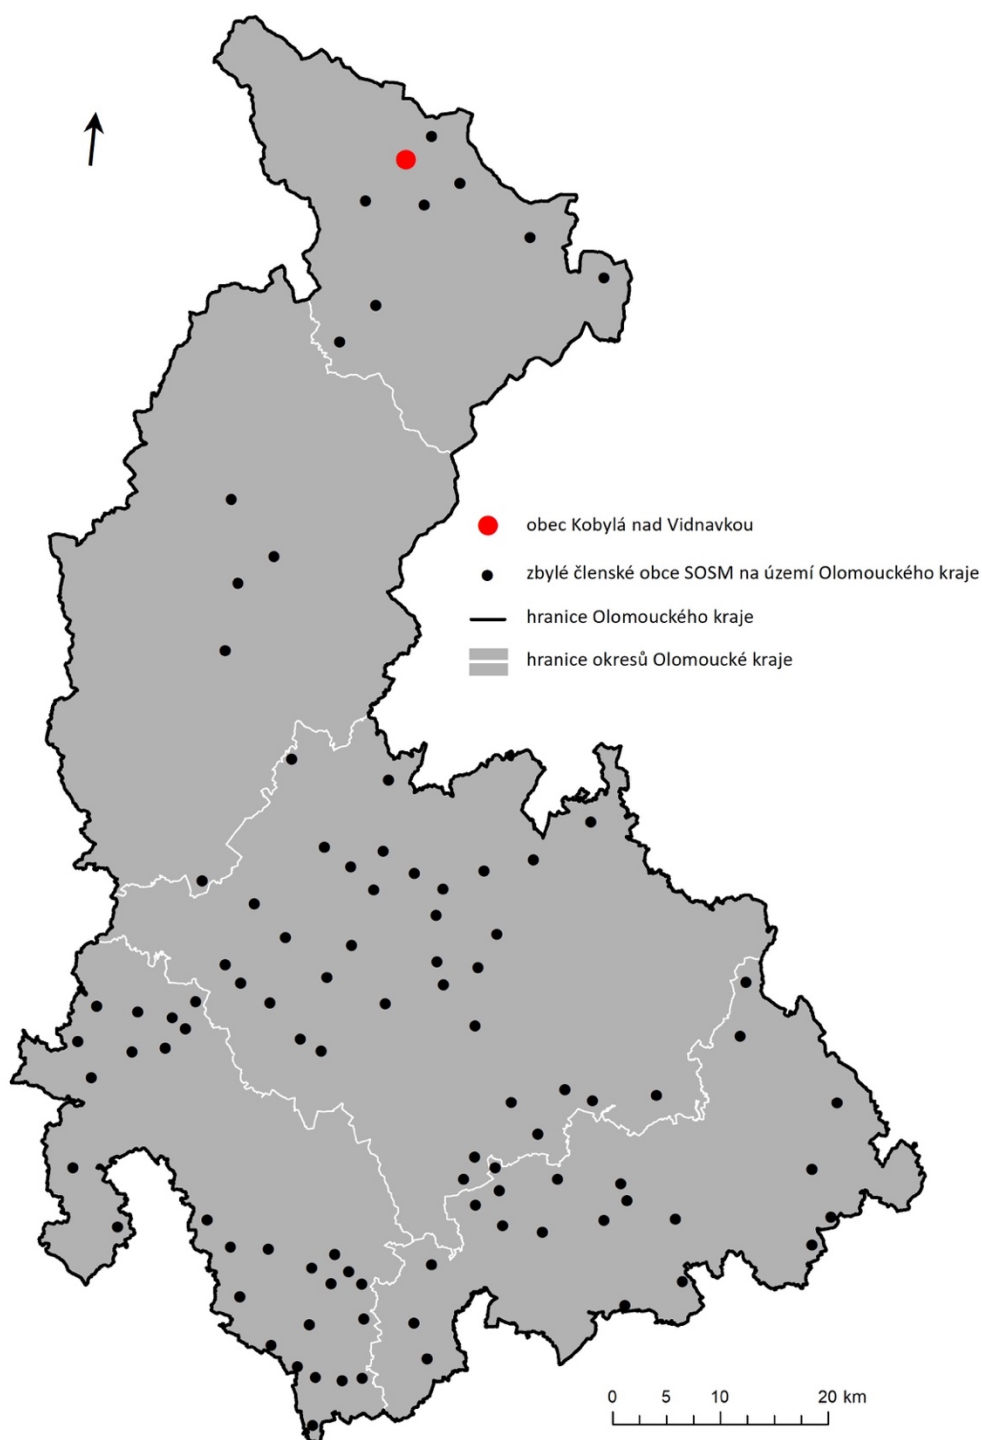 obec Kobylá nad Vidnavkou
zbylé členské obce SOSM na území Olomouckého kraje
hranice Olomouckého kraje
hranice okresů Olomoucké kraje
0 5 10 20 km